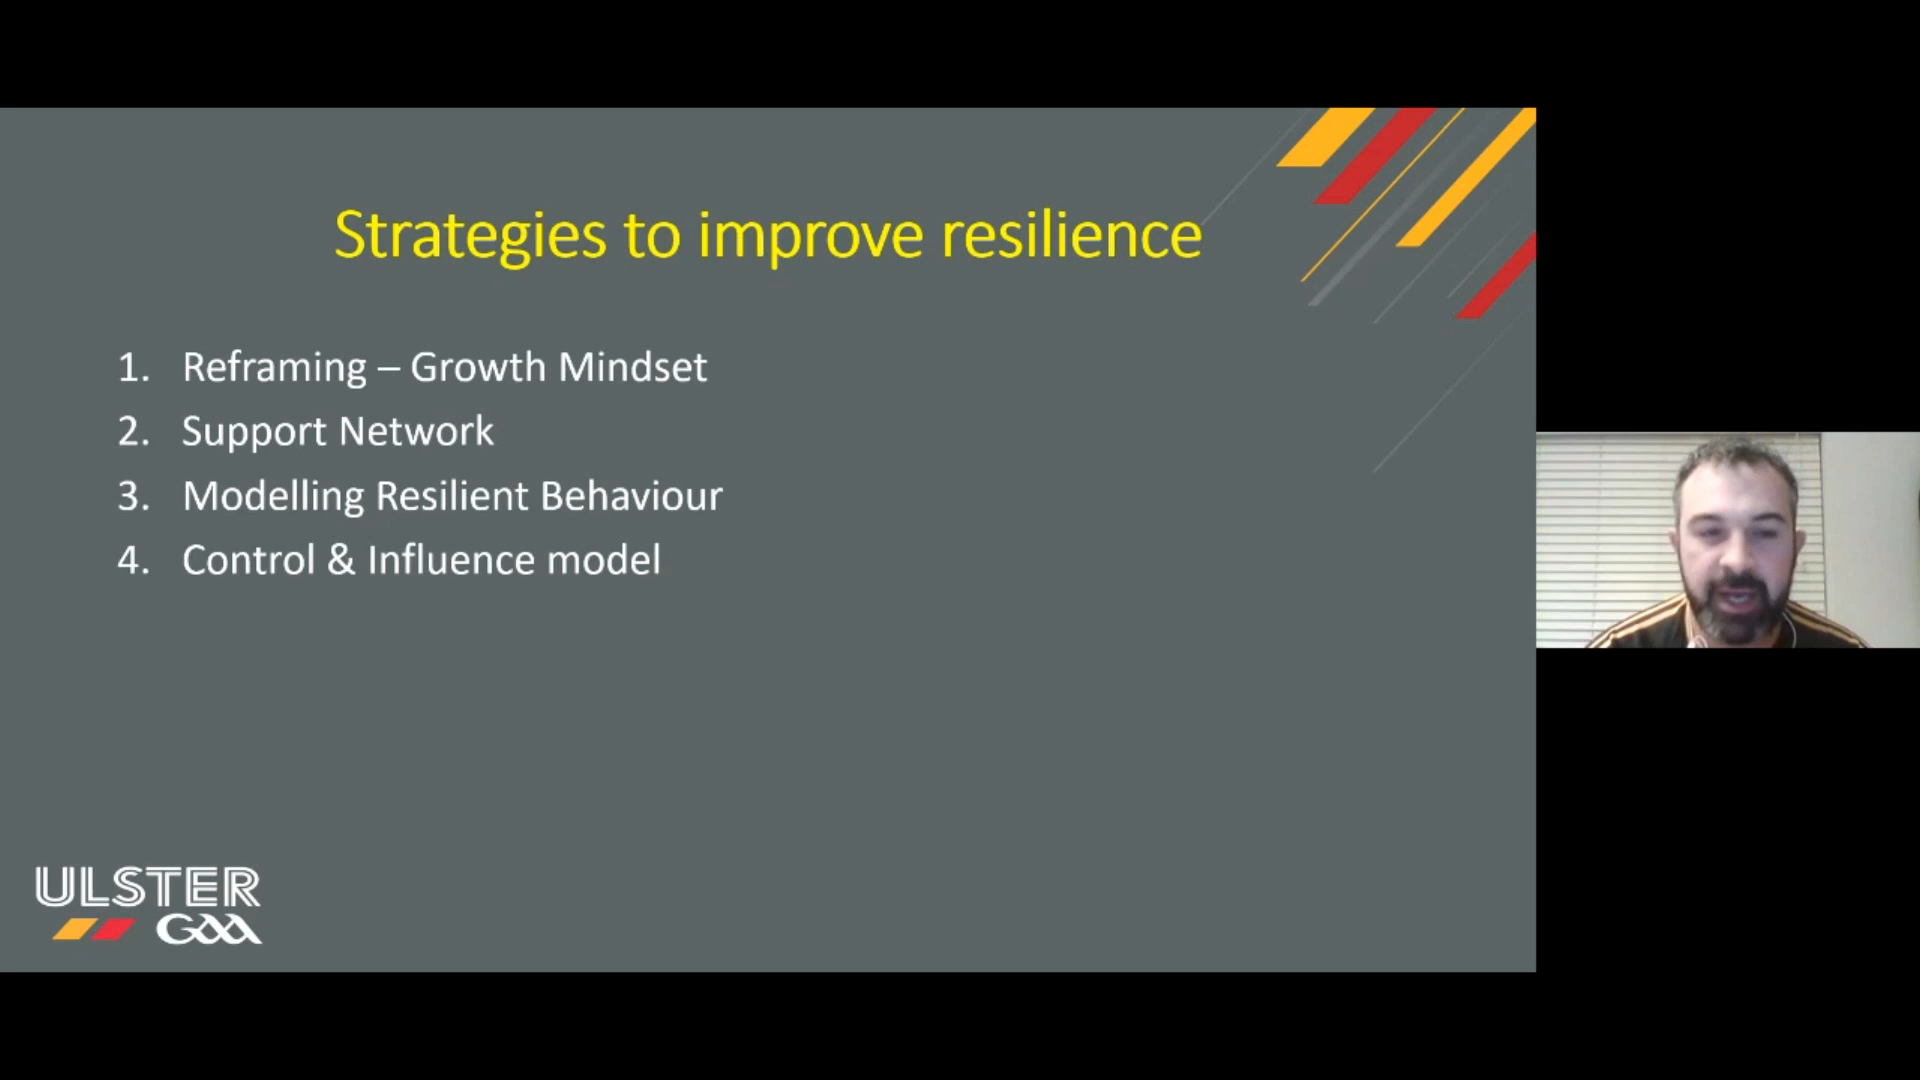 Strategies to improve resilience
1. Reframing – Growth Mindset
2. Support Network
3. Modelling Resilient Behaviour
4. Control & Influence model
ULSTER
GAA